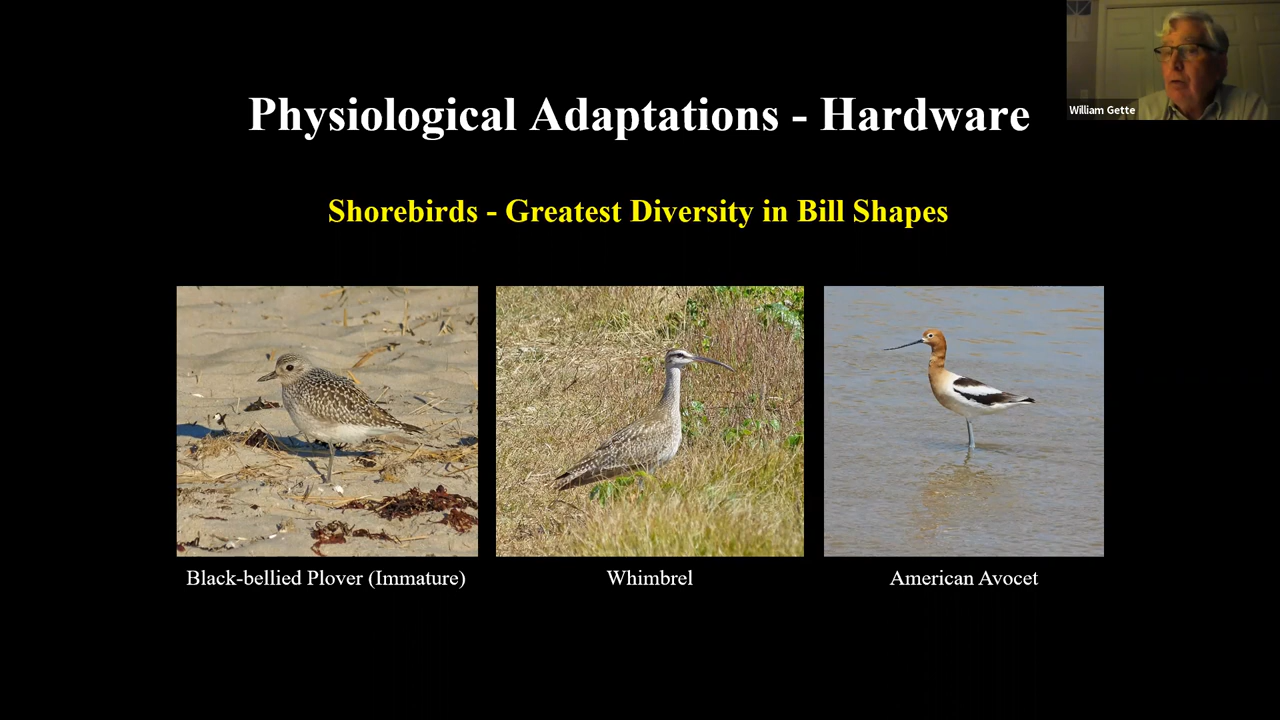 Physiological Adaptations - Hardware
William Gette
Shorebirds - Greatest Diversity in Bill Shapes
Black-bellied Plover (Immature)
Whimbrel
American Avocet